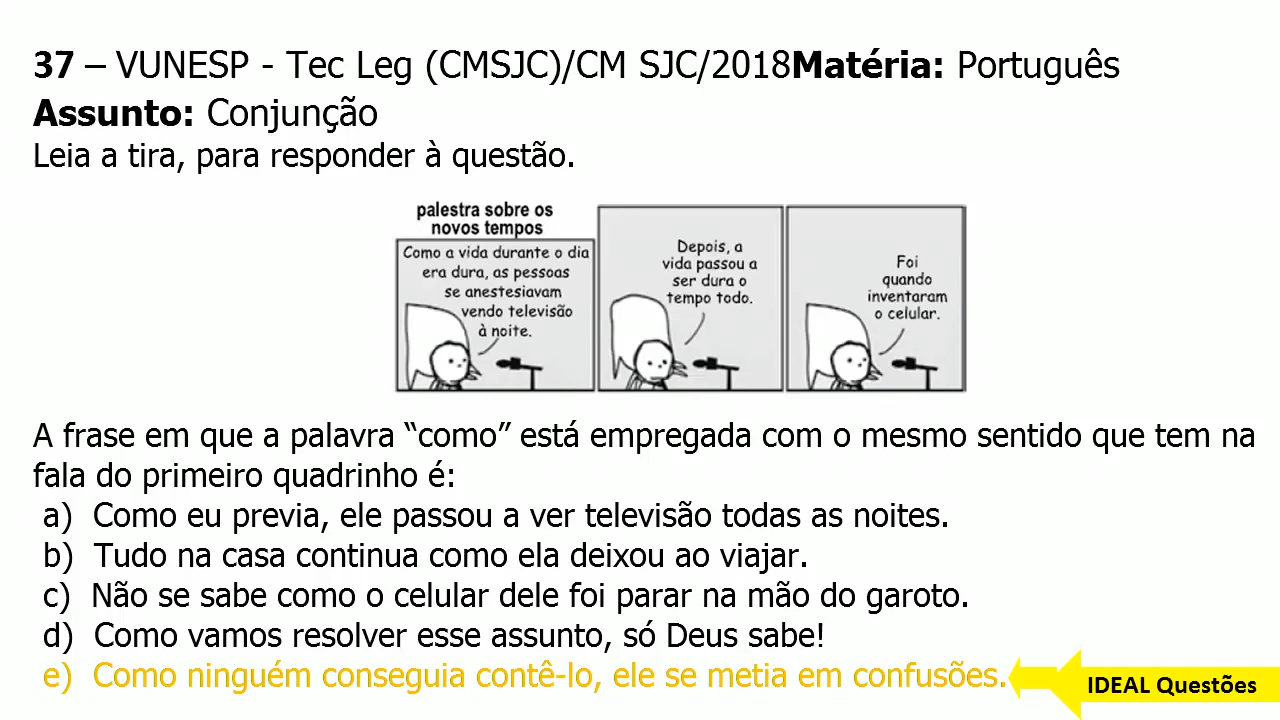 37 – VUNESP - Tec Leg (CMSJC)/CM SJC/2018Matéria: Português
Assunto: Conjunção
Leia a tira, para responder à questão.
palestra sobre os
novos tempos
Como a vida durante o dia
era dura, as pessoas
se anestesiavam
vendo televisão
à noite.
Depois, a
vida passou a
ser dura o
tempo todo.
Foi
quando
inventaram
o celular.
A frase em que a palavra “como” está empregada com o mesmo sentido que tem na
fala do primeiro quadrinho é:
a) Como eu previa, ele passou a ver televisão todas as noites.
b) Tudo na casa continua como ela deixou ao viajar.
c) Não se sabe como o celular dele foi parar na mão do garoto.
d) Como vamos resolver esse assunto, só Deus sabe!
e) Como ninguém conseguia contê-lo, ele se metia em confusões.
IDEAL Questões